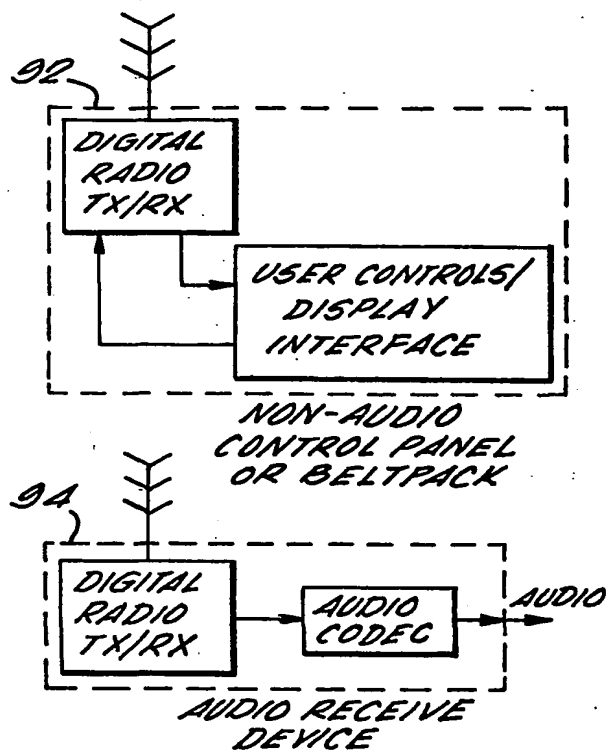 92
DIGITAL
RADIO
TX/RX
USER CONTROLS/
DISPLAY
INTERFACE
NON-AUDIO
CONTROL PANEL
OR BELTPACK
94
DIGITAL
RADIO
TX/RX
AUDIO
CODEC
AUDIO
AUDIO RECEIVE
DEVICE